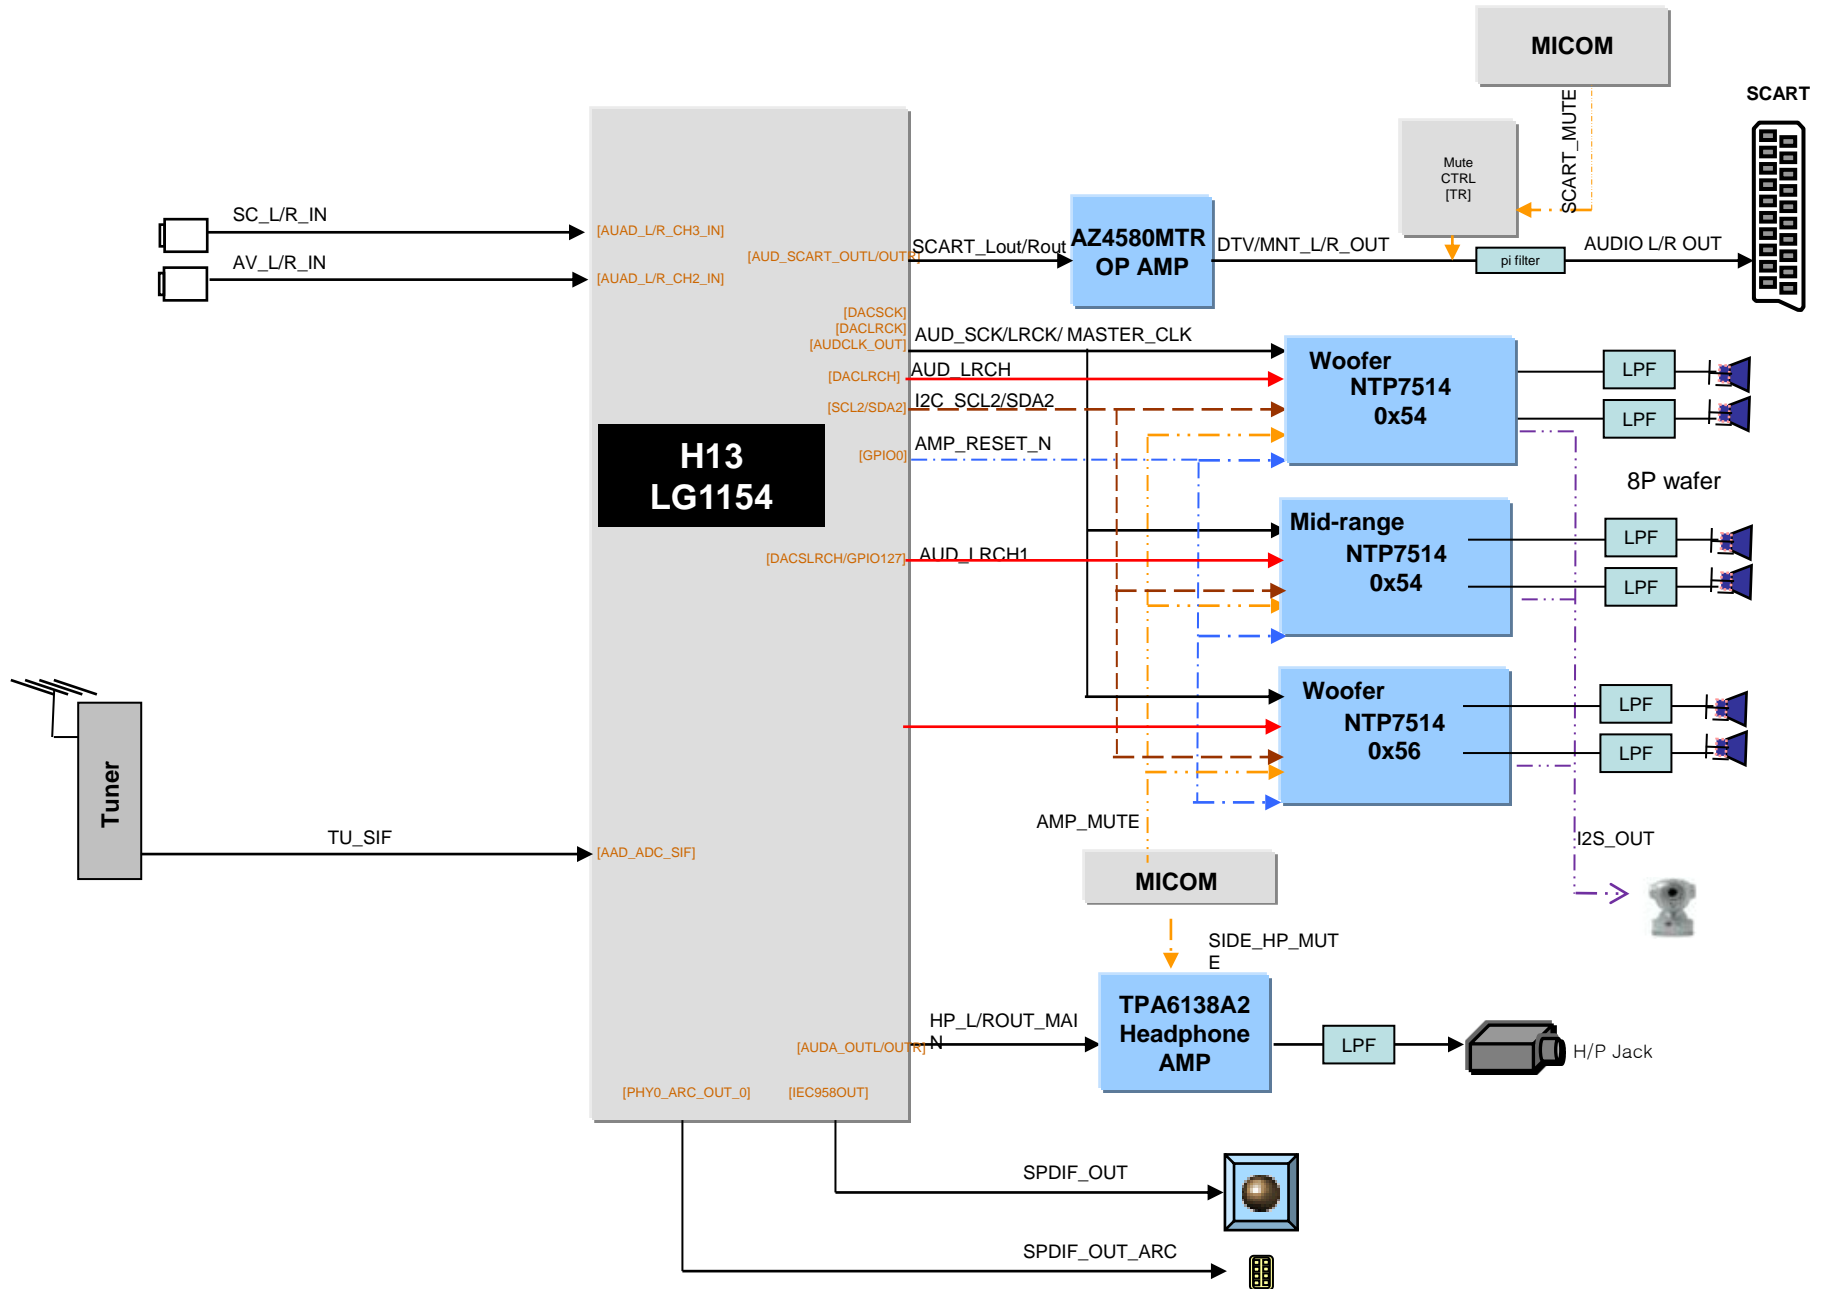 MICOM
SCART
SCART_MUTE
Mute
CTRL
[TR]
SC_L/R_IN
[AUAD_L/R_CH3_IN]
AV_L/R_IN
[AUAD_L/R_CH2_IN]
[AUD_SCART_OUTL/OUTR]
SCART_Lout/Rout
AZ4580MTR
OP AMP
DTV/MNT_L/R_OUT
pi filter
AUDIO L/R OUT
[DACSCK]
[DACLRCK]
[AUDCLK_OUT]
AUD_SCK/LRCK/ MASTER_CLK
[DACLRCH]
AUD_LRCH
[SCL2/SDA2]
I2C_SCL2/SDA2
[GPIO0]
AMP_RESET_N
Woofer
NTP7514
0x54
LPF
LPF
H13
LG1154
8P wafer
[DACSLRCH/GPIO127]
AUD_LRCH1
Mid-range
NTP7514
0x54
LPF
LPF
Woofer
NTP7514
0x56
LPF
LPF
Tuner
TU_SIF
[AAD_ADC_SIF]
AMP_MUTE
I2S_OUT
MICOM
SIDE_HP_MUT
E
HP_L/ROUT_MAI
N
[AUDA_OUTL/OUTR]
TPA6138A2
Headphone
AMP
LPF
H/P Jack
[PHY0_ARC_OUT_0]
[IEC958OUT]
SPDIF_OUT
SPDIF_OUT_ARC